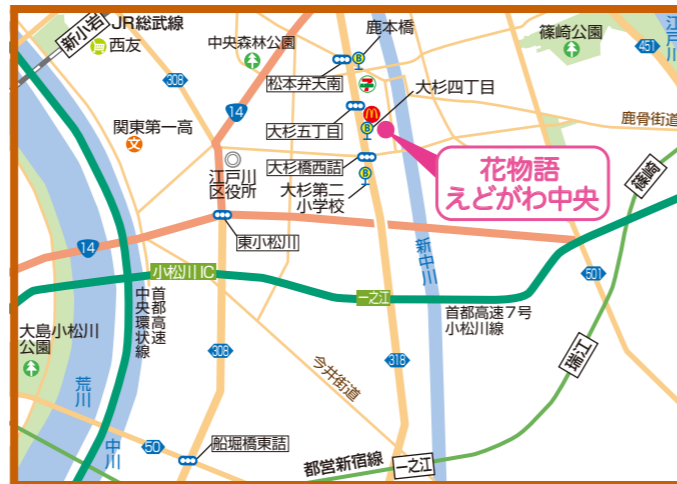 新小岩
JR総武線
西友
中央森林公園
鹿本橋
篠崎公園
江戸川
451
308
B
松本弁天南
14
大杉四丁目
関東第一高
文
大杉五丁目
B
鹿骨街道
江戸川
区役所
大杉橋西詰
B
大杉第二
小学校
花物語
えどがわ中央
篠崎
東小松川
14
新中川
小松川IC
一之江
501
首都高速
中央環状線
首都高速7号
小松川線
大島小松川
公園
308
今井街道
318
瑞江
荒川
中川
50
船堀橋東詰
都営新宿線
一之江